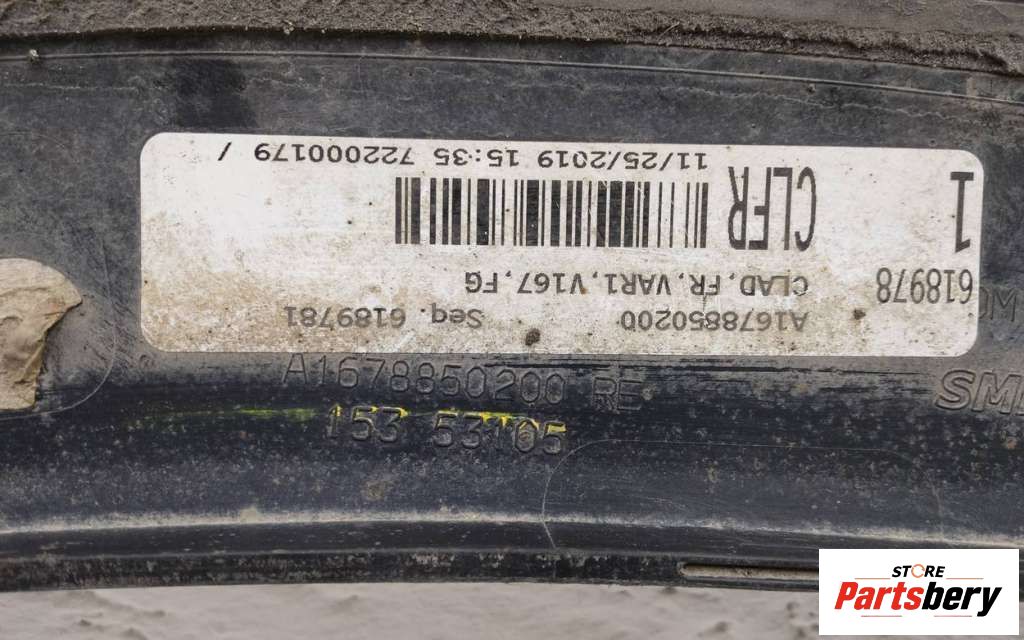 1
618978
CLFR
A1678850200 Seq. 6189781
CLAD,FR,VAR1,V167,FG
11/25/2019 15:35 722000179 /
A1678850200 RE
153 53105
STORE
Partsbery